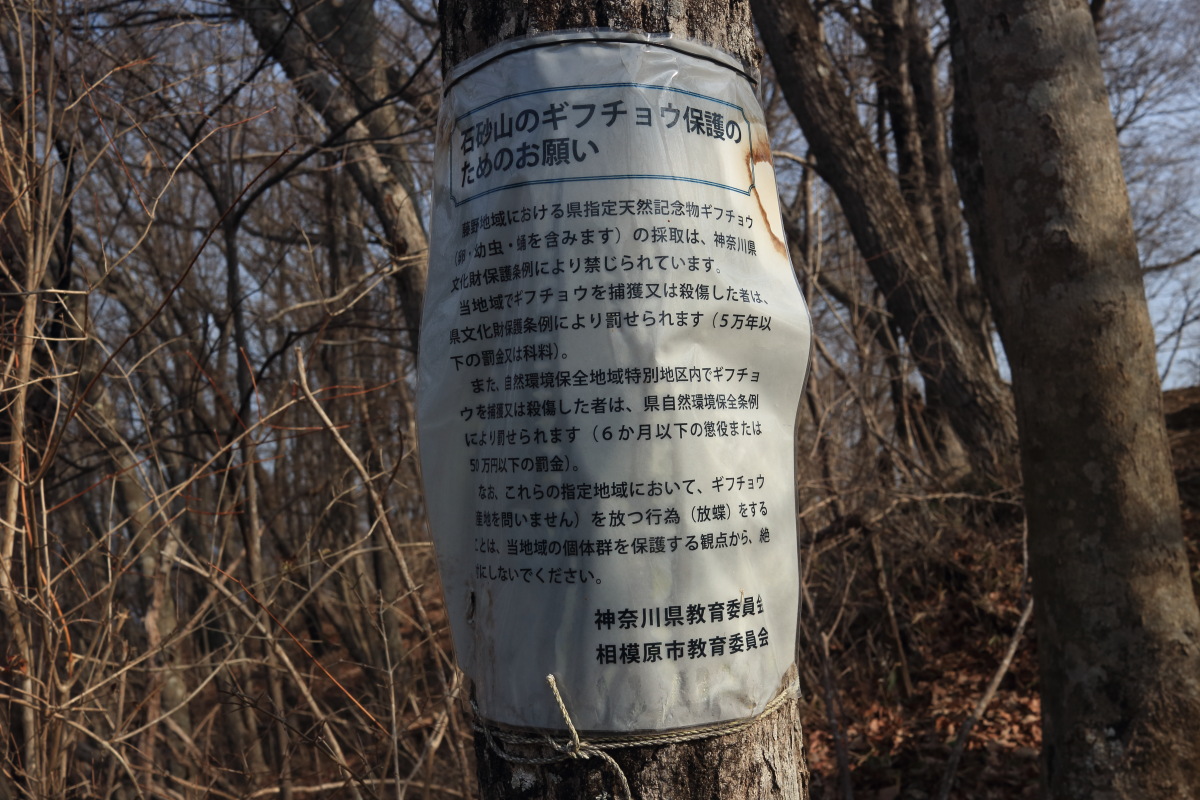 石砂山のギフチョウ保護の
ためのお願い
藤野地域における県指定天然記念物ギフチョウ
（卵・幼虫・蛹を含みます）の採取は、神奈川県
文化財保護条例により禁じられています。
当地域でギフチョウを捕獲又は殺傷した者は、
県文化財保護条例により罰せられます（５万年以
下の罰金又は科料）。
また、自然環境保全地域特別地区内でギフチョ
ウを捕獲又は殺傷した者は、県自然環境保全条例
により罰せられます（６か月以下の懲役または
50万円以下の罰金）。
なお、これらの指定地域において、ギフチョウ
産地を問いません）を放つ行為（放蝶）をする
ことは、当地域の個体群を保護する観点から、絶
対にしないでください。
神奈川県教育委員会
相模原市教育委員会